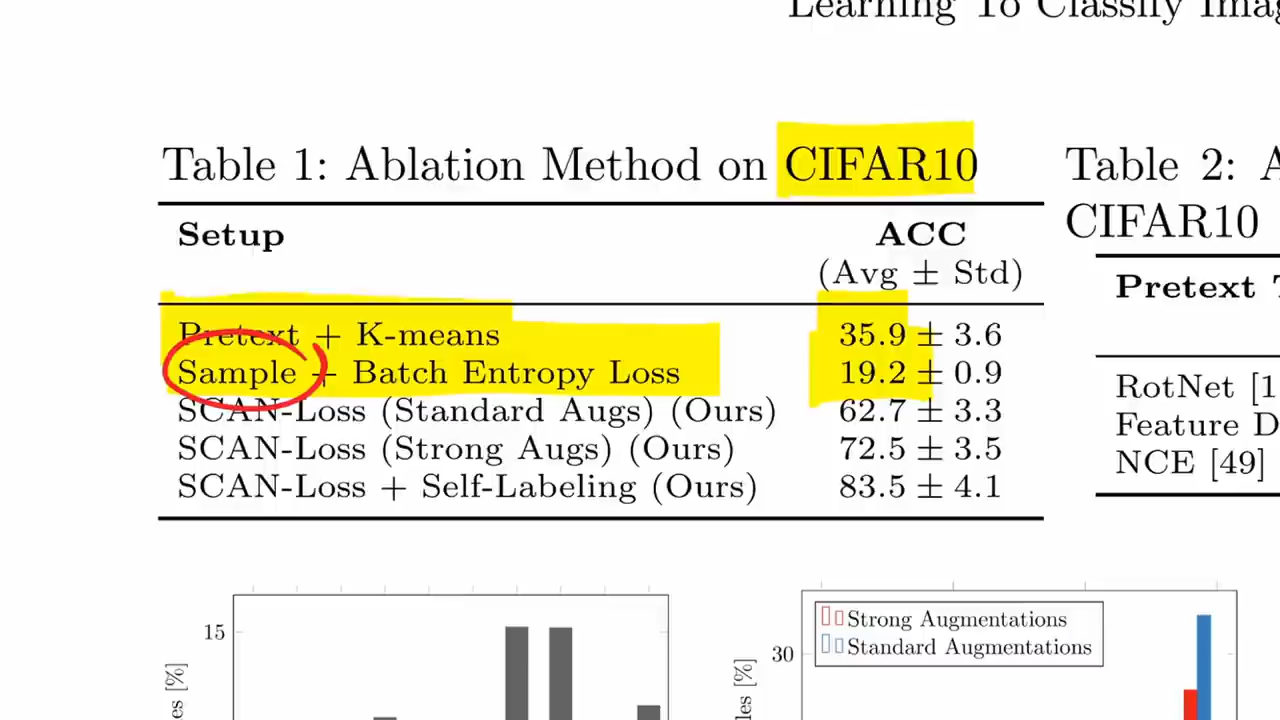 Learning To Classify Imag
Table 1: Ablation Method on CIFAR10
Setup ACC
(Avg ± Std)
Pretext + K-means 35.9 ± 3.6
Sample + Batch Entropy Loss 19.2 ± 0.9
SCAN-Loss (Standard Augs) (Ours) 62.7 ± 3.3
SCAN-Loss (Strong Augs) (Ours) 72.5 ± 3.5
SCAN-Loss + Self-Labeling (Ours) 83.5 ± 4.1
Table 2: A
CIFAR10
Pretext T
RotNet [1
Feature D
NCE [49]
15
les [%]
30
les [%]
Strong Augmentations
Standard Augmentations